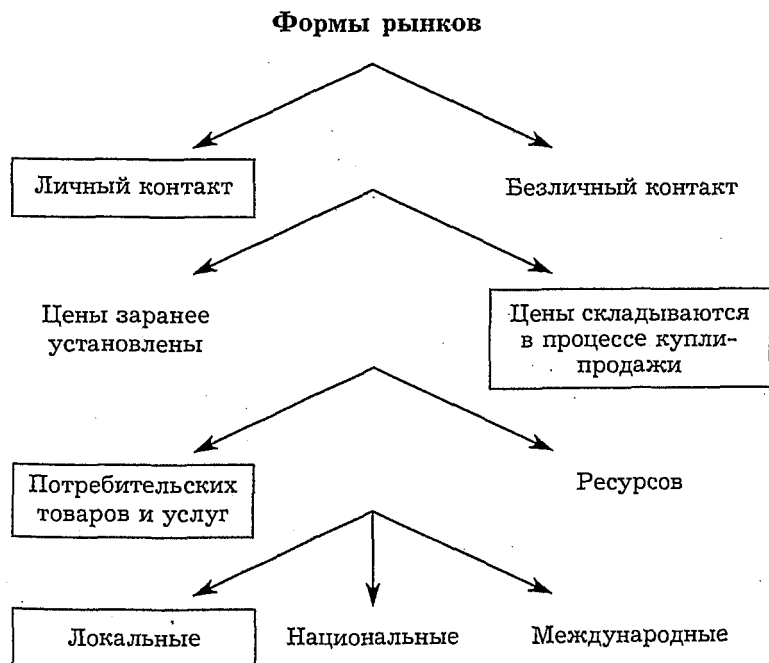 Формы рынков
Личный контакт
Безличный контакт
Цены заранее
установлены
Цены складываются
в процессе купли-
продажи
Потребительских
товаров и услуг
Ресурсов
Локальные
Национальные
Международные